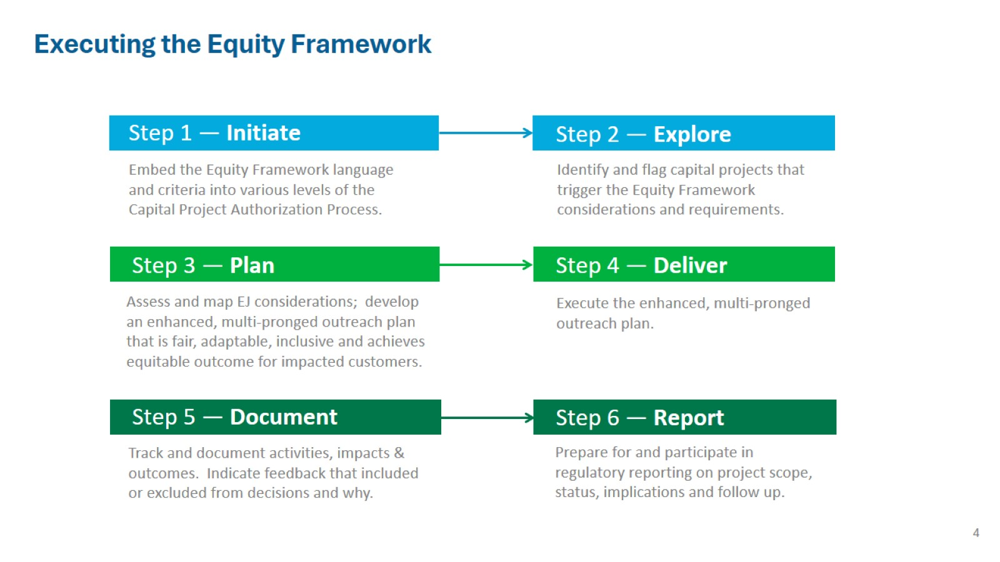 Executing the Equity Framework
Step 1 — Initiate
Embed the Equity Framework language
and criteria into various levels of the
Capital Project Authorization Process.
Step 2 — Explore
Identify and flag capital projects that
trigger the Equity Framework
considerations and requirements.
Step 3 — Plan
Assess and map EJ considerations;  develop
an enhanced, multi-pronged outreach plan
that is fair, adaptable, inclusive and achieves
equitable outcome for impacted customers.
Step 4 — Deliver
Execute the enhanced, multi-pronged
outreach plan.
Step 5 — Document
Track and document activities, impacts &
outcomes.  Indicate feedback that included
or excluded from decisions and why.
Step 6 — Report
Prepare for and participate in
regulatory reporting on project scope,
status, implications and follow up.
4